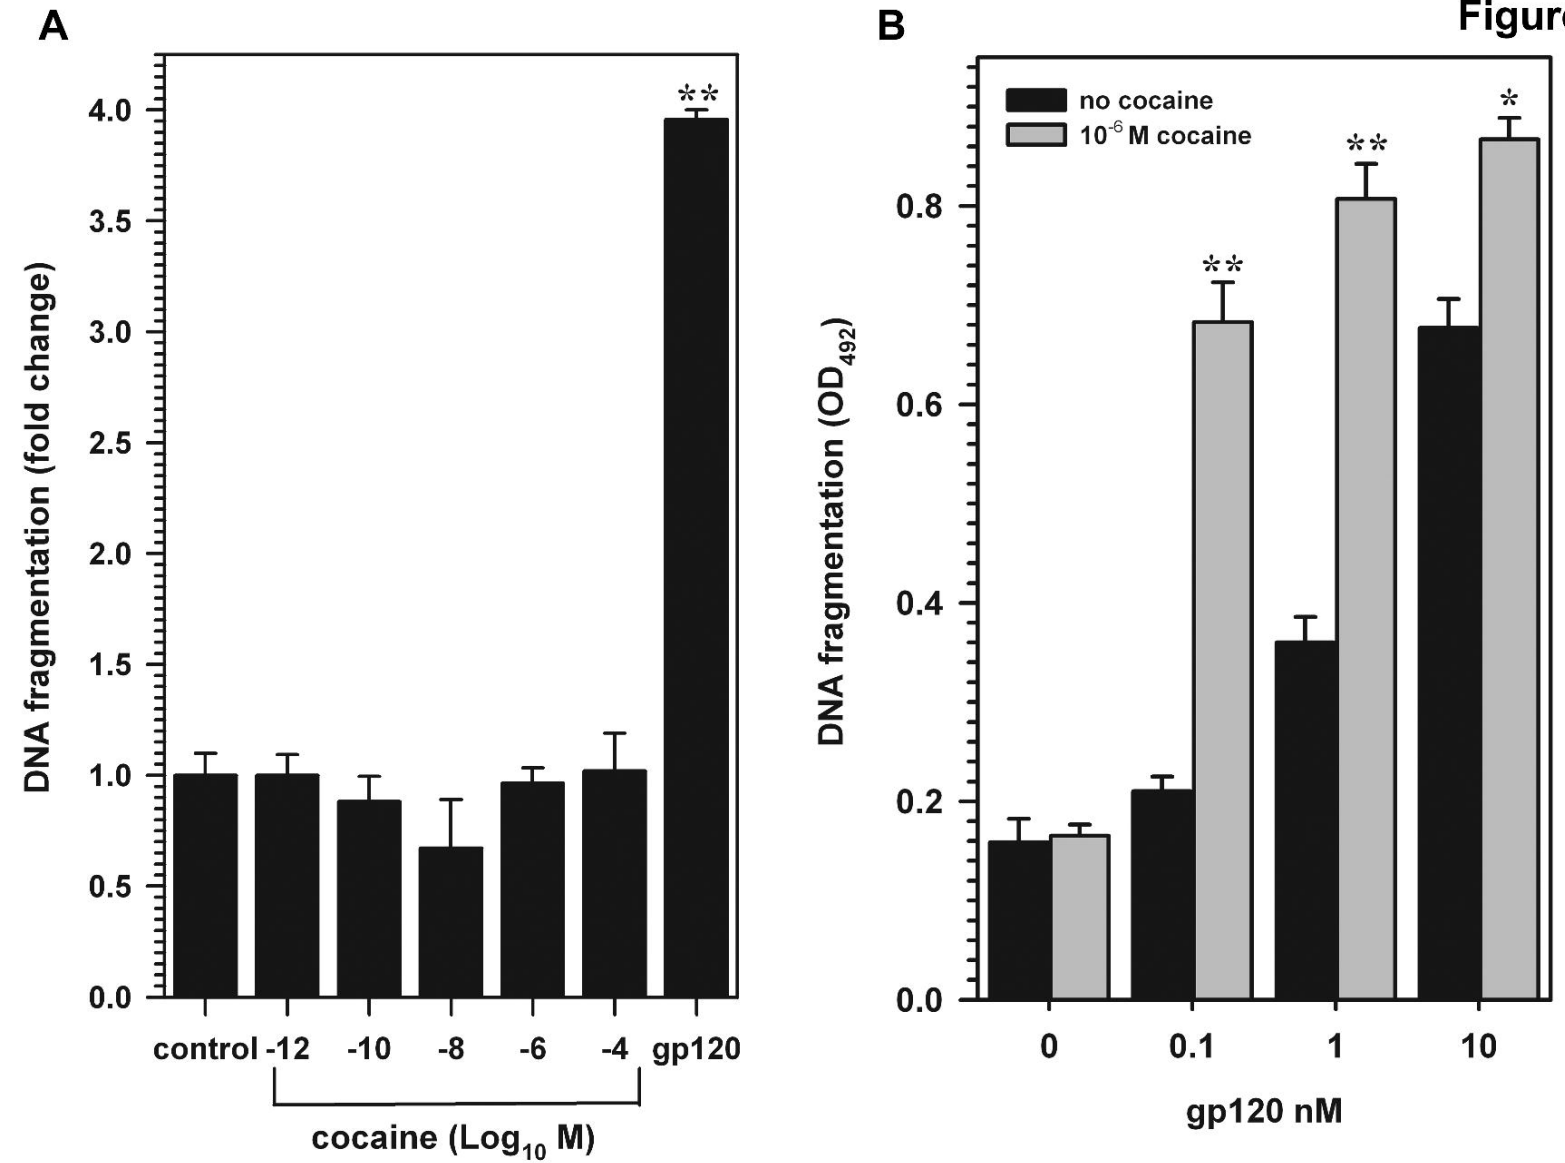 A
B
Figure
DNA fragmentation (fold change)
4.0
3.5
3.0
2.5
2.0
1.5
1.0
0.5
0.0
**
control -12 -10 -8 -6 -4 gp120
cocaine (Log10 M)
DNA fragmentation (OD492)
0.8
0.6
0.4
0.2
0.0
no cocaine
10-6 M cocaine
**
**
*
0 0.1 1 10
gp120 nM